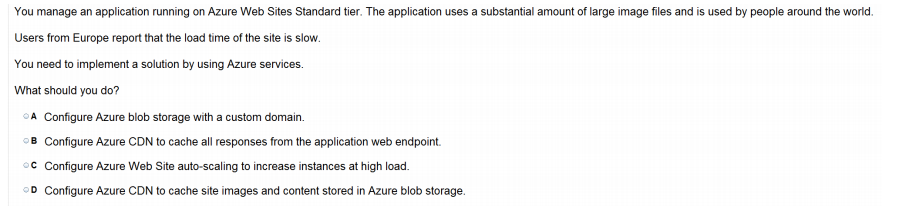 You manage an application running on Azure Web Sites Standard tier. The application uses a substantial amount of large image files and is used by people around the world.
Users from Europe report that the load time of the site is slow.
You need to implement a solution by using Azure services.
What should you do?
A Configure Azure blob storage with a custom domain.
B Configure Azure CDN to cache all responses from the application web endpoint.
C Configure Azure Web Site auto-scaling to increase instances at high load.
D Configure Azure CDN to cache site images and content stored in Azure blob storage.